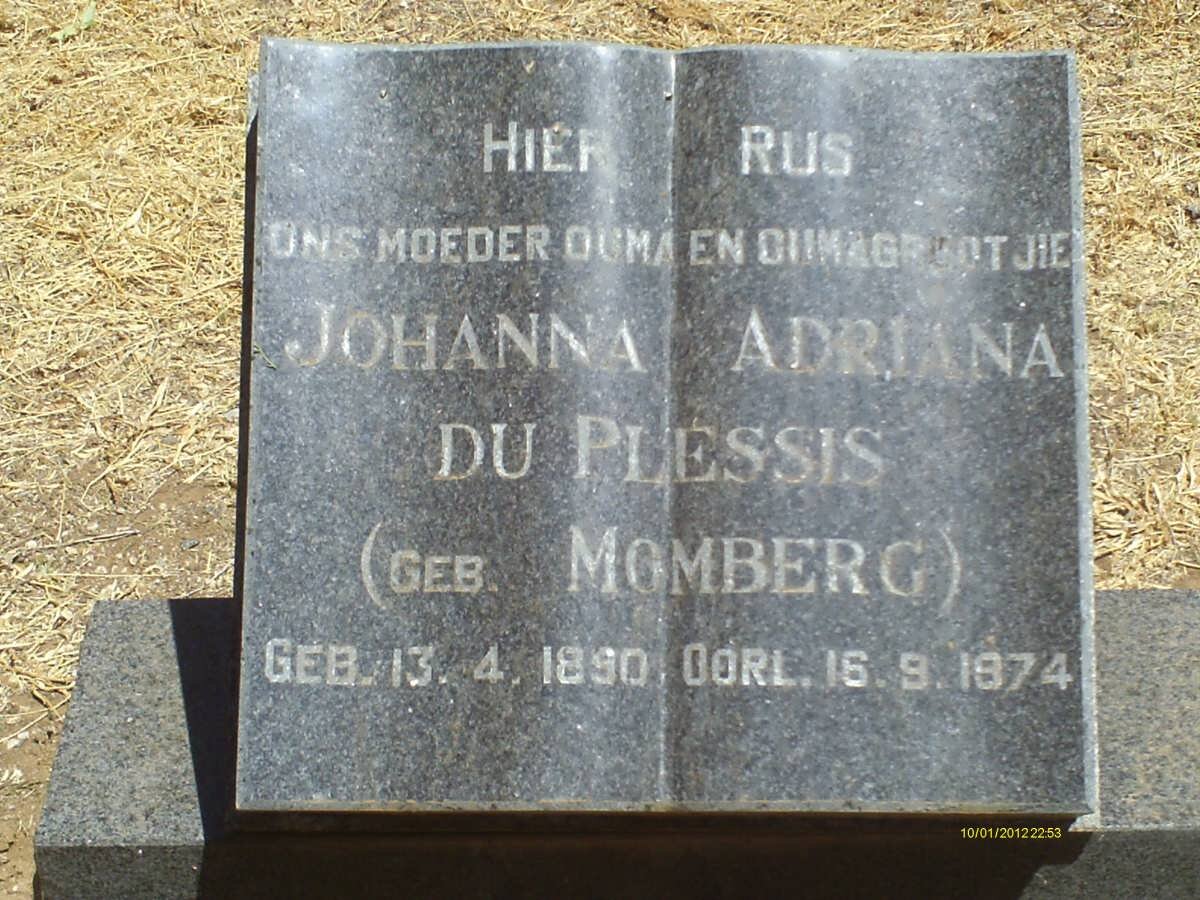 HIER RUS
ONS MOEDER OUMA EN OUMAGROOTJIE
JOHANNA ADRIANA
DU PLESSIS
(GEB. MOMBERG)
GEB. 13. 4. 1890 OORL. 16. 9. 1974
10/01/2012 22:53